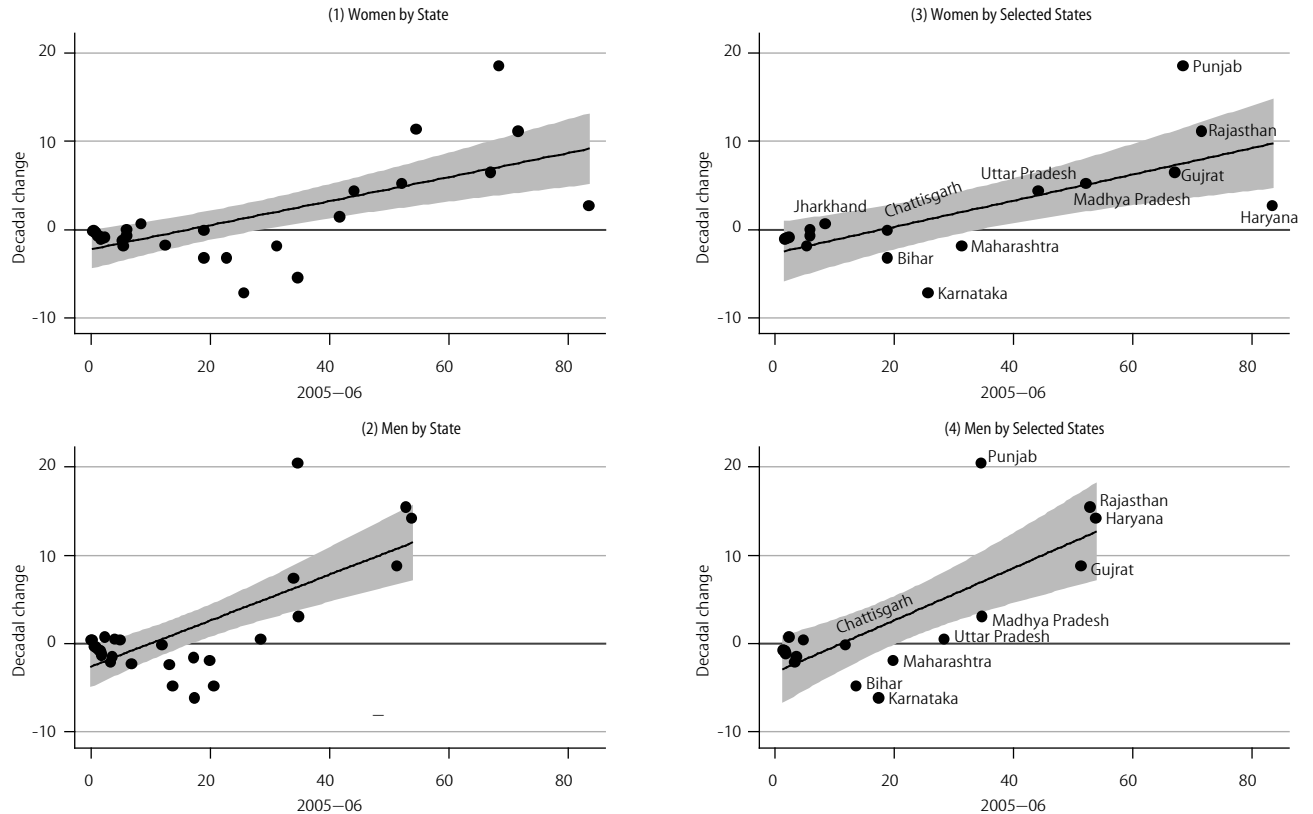 (1) Women by State
20
10
0
-10
Decadal change
0 20 40 60 80
2005–06
(3) Women by Selected States
20
10
0
-10
Decadal change
Punjab
Rajasthan
Uttar Pradesh
Gujrat
Chattisgarh
Madhya Pradesh
Jharkhand
Haryana
Maharashtra
Bihar
Karnataka
0 20 40 60 80
2005–06
(2) Men by State
20
10
0
-10
Decadal change
0 20 40 60 80
2005–06
(4) Men by Selected States
20
10
0
-10
Decadal change
Punjab
Rajasthan
Haryana
Gujrat
Chattisgarh
Madhya Pradesh
Uttar Pradesh
Maharashtra
Bihar
Karnataka
0 20 40 60 80
2005–06